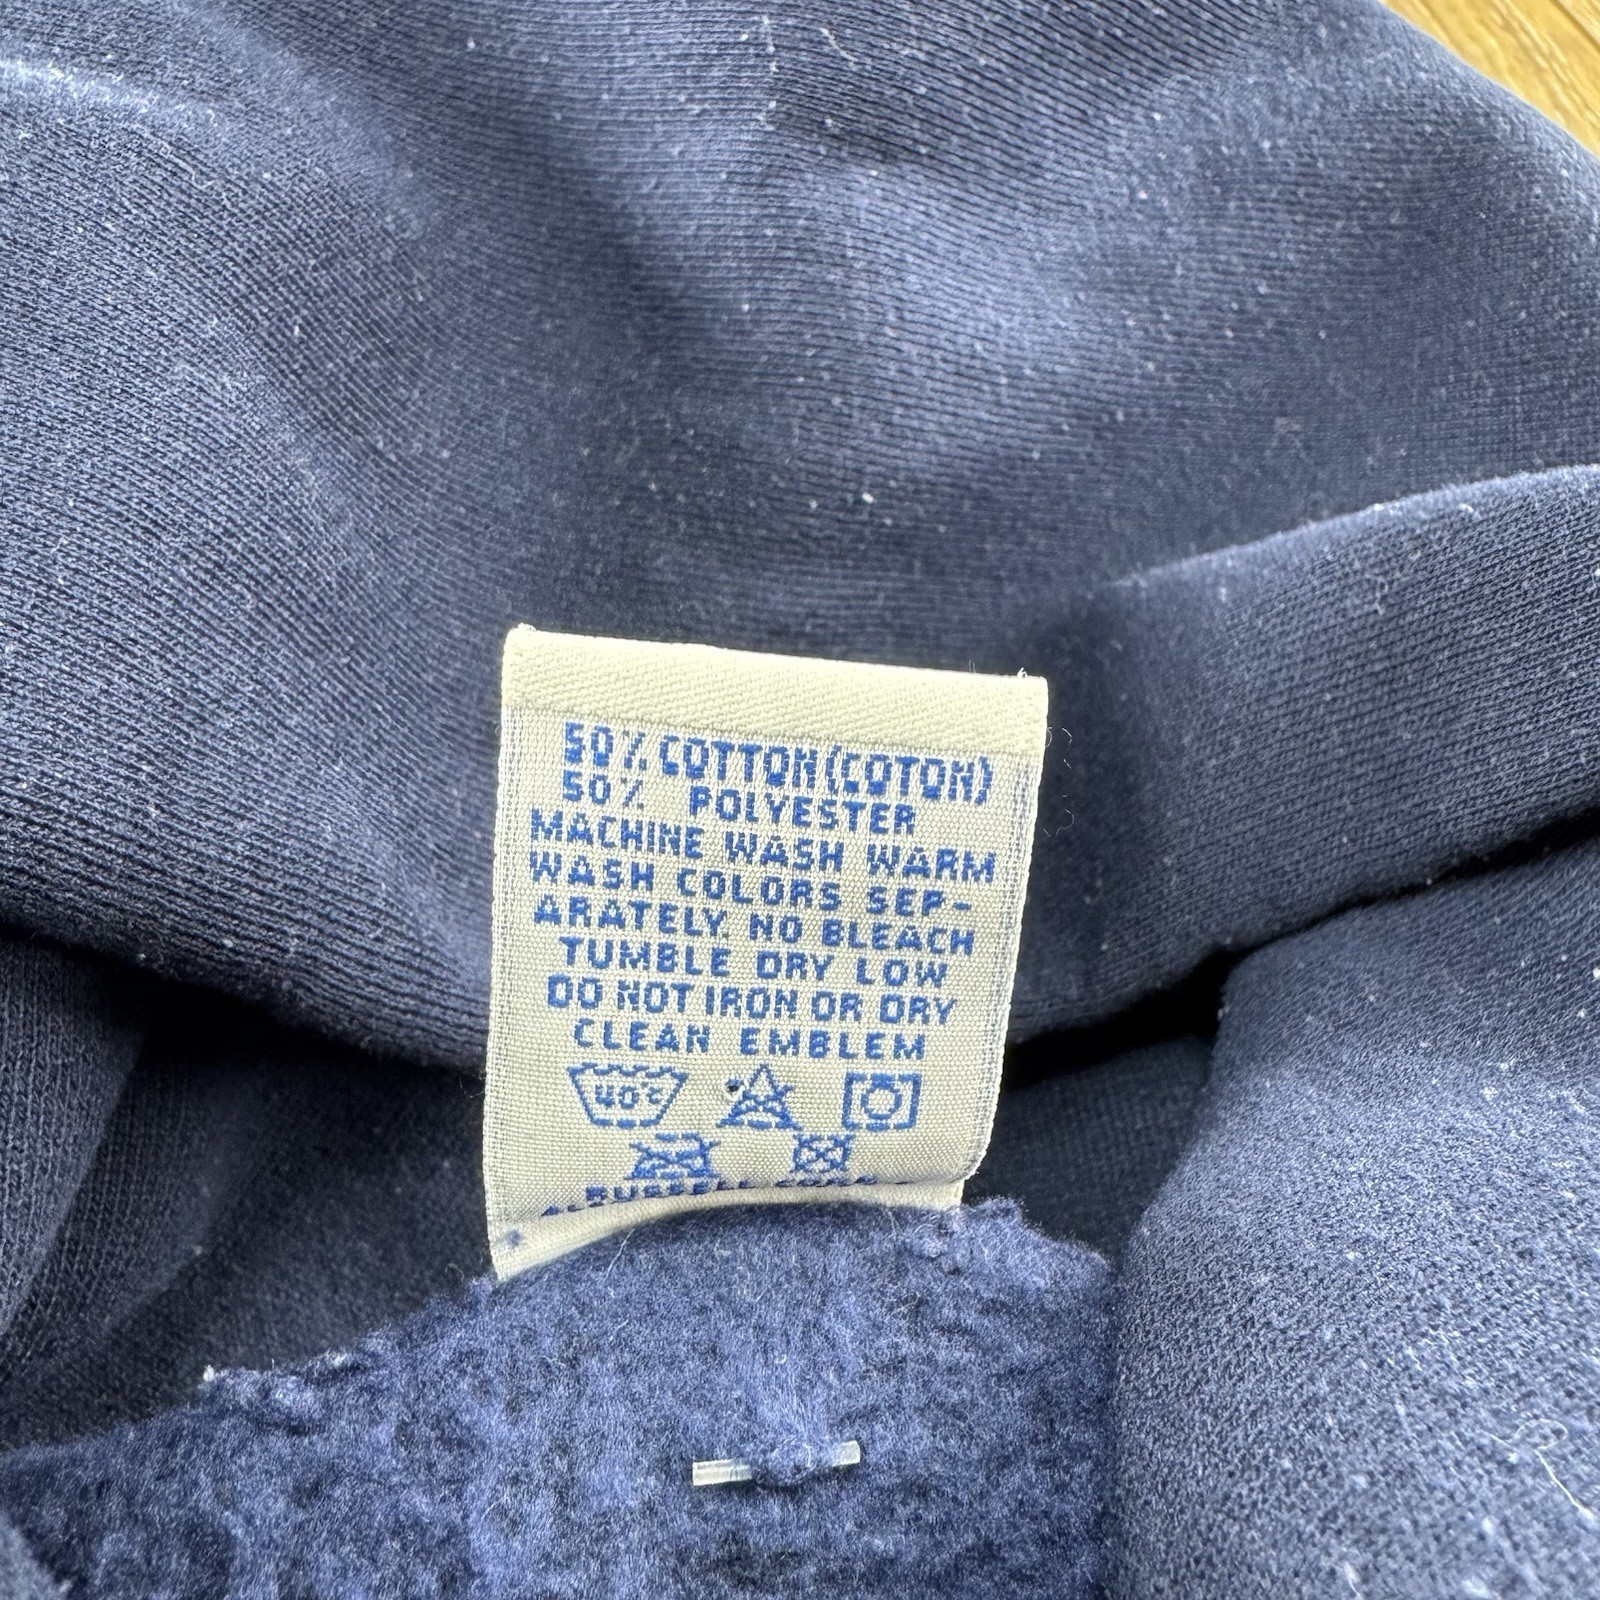 50% COTTON(COTON)
50% POLYESTER
MACHINE WASH WARM
WASH COLORS SEP-
ARATELY. NO BLEACH
TUMBLE DRY LOW
DO NOT IRON OR DRY
CLEAN EMBLEM
40°C
RUSSELL